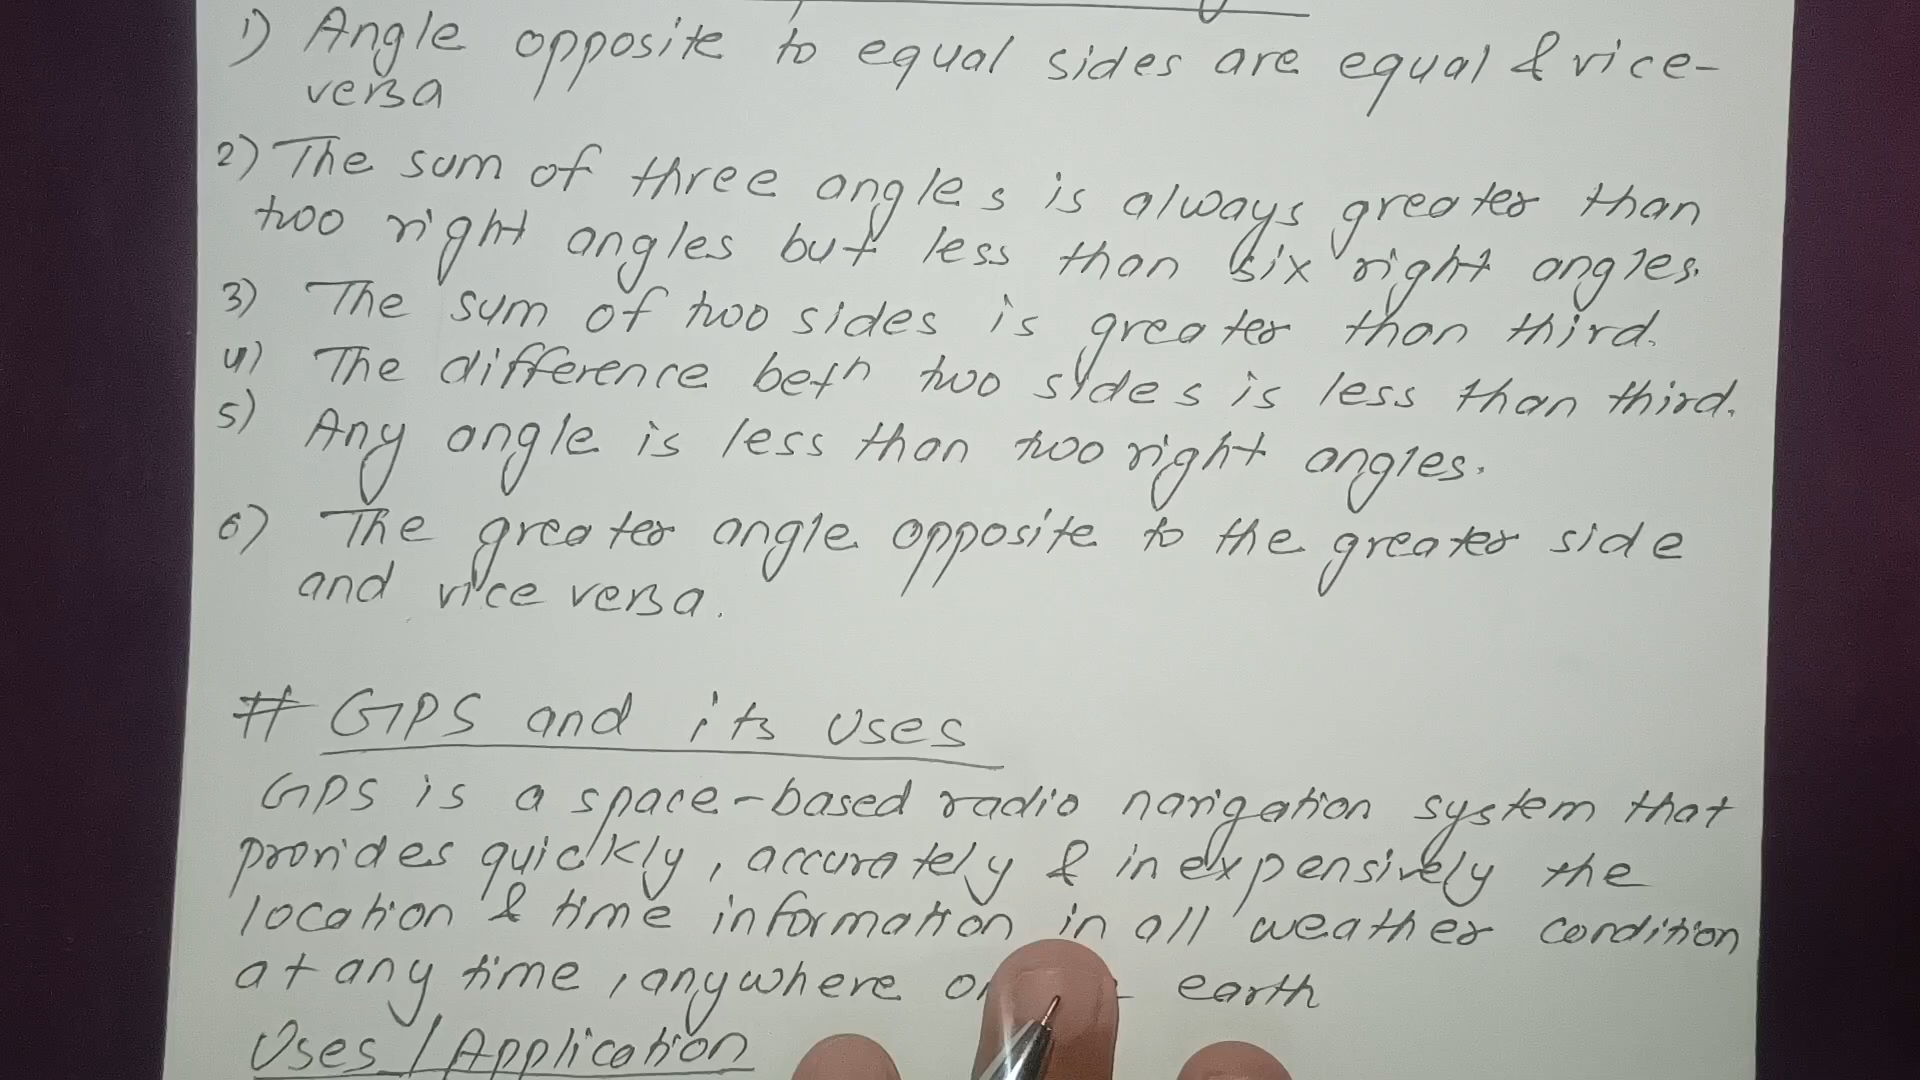 1) Angle opposite to equal sides are equal & vice-
versa
2) The sum of three angles is always greater than
two right angles but less than six right angles.
3) The sum of two sides is greater than third.
4) The difference betn two sides is less than third.
5) Any angle is less than two right angles.
6) The greater angle opposite to the greater side
and vice versa.
# GPS and its Uses
GPS is a space-based radio navigation system that
provides quickly, accurately & inexpensively the
location & time information in all weather condition
at any time, anywhere earth
Uses / Application